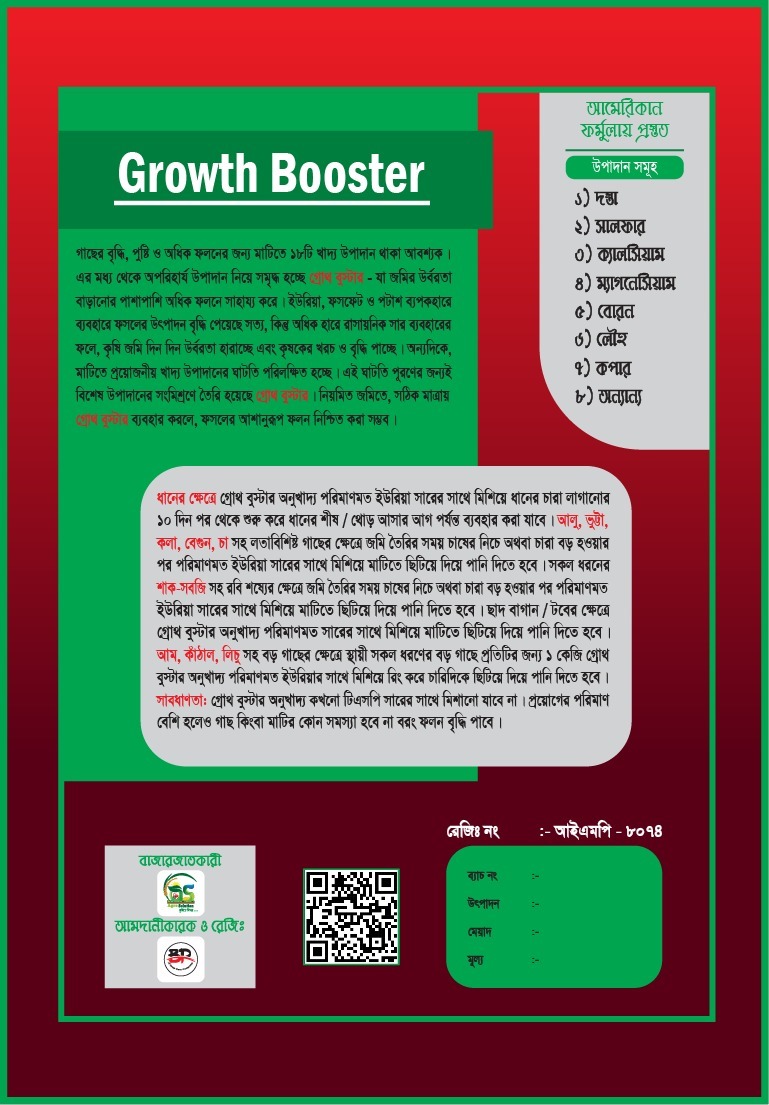 আমেরিকান
ফর্মুলায় প্রস্তুত
উপাদান সমূহ
১) দস্তা
২) সালফার
৩) ক্যালসিয়াম
৪) ম্যাগনেসিয়াম
৫) বোরন
৬) লৌহ
৭) কপার
৮) অন্যান্য
Growth Booster
গাছের বৃদ্ধি, পুষ্টি ও অধিক ফলনের জন্য মাটিতে ১৮টি খাদ্য উপাদান থাকা আবশ্যক ।
এর মধ্য থেকে অপরিহার্য উপাদান নিয়ে সমৃদ্ধ হচ্ছে গ্রোথ বুস্টার - যা জমির উর্বরতা
বাড়ানোর পাশাপাশি অধিক ফলনে সাহায্য করে । ইউরিয়া, ফসফেট ও পটাশ ব্যপকহারে
ব্যবহারে ফসলের উৎপাদন বৃদ্ধি পেয়েছে সত্য, কিন্তু অধিক হারে রাসায়নিক সার ব্যবহারের
ফলে, কৃষি জমি দিন দিন উর্বরতা হারাচ্ছে এবং কৃষকের খরচ ও বৃদ্ধি পাচ্ছে । অন্যদিকে,
মাটিতে প্রয়োজনীয় খাদ্য উপাদানের ঘাটতি পরিলক্ষিত হচ্ছে । এই ঘাটতি পূরণের জন্যই
বিশেষ উপাদানের সংমিশ্রণে তৈরি হয়েছে গ্রোথ বুস্টার । নিয়মিত জমিতে, সঠিক মাত্রায়
গ্রোথ বুস্টার ব্যবহার করলে, ফসলের আশানুরূপ ফলন নিশ্চিত করা সম্ভব ।
ধানের ক্ষেত্রে গ্রোথ বুস্টার অনুখাদ্য পরিমাণমত ইউরিয়া সারের সাথে মিশিয়ে ধানের চারা লাগানোর
১০ দিন পর থেকে শুরু করে ধানের শীষ / থোড় আসার আগ পর্যন্ত ব্যবহার করা যাবে । আলু, ভুট্টা,
কলা, বেগুন, চা সহ লতাবিশিষ্ট গাছের ক্ষেত্রে জমি তৈরির সময় চাষের নিচে অথবা চারা বড় হওয়ার
পর পরিমাণমত ইউরিয়া সারের সাথে মিশিয়ে মাটিতে ছিটিয়ে দিয়ে পানি দিতে হবে । সকল ধরনের
শাক-সবজি সহ রবি শষ্যের ক্ষেত্রে জমি তৈরির সময় চাষের নিচে অথবা চারা বড় হওয়ার পর পরিমাণমত
ইউরিয়া সারের সাথে মিশিয়ে মাটিতে ছিটিয়ে দিয়ে পানি দিতে হবে । ছাদ বাগান / টবের ক্ষেত্রে
গ্রোথ বুস্টার অনুখাদ্য পরিমাণমত সারের সাথে মিশিয়ে মাটিতে ছিটিয়ে দিয়ে পানি দিতে হবে ।
আম, কাঁঠাল, লিচু সহ বড় গাছের ক্ষেত্রে স্থায়ী সকল ধরণের বড় গাছে প্রতিটির জন্য ১ কেজি গ্রোথ
বুস্টার অনুখাদ্য পরিমাণমত ইউরিয়ার সাথে মিশিয়ে রিং করে চারিদিকে ছিটিয়ে দিয়ে পানি দিতে হবে ।
সাবধাণতা: গ্রোথ বুস্টার অনুখাদ্য কখনো টিএসপি সারের সাথে মিশানো যাবে না । প্রয়োগের পরিমাণ
বেশি হলেও গাছ কিংবা মাটির কোন সমস্যা হবে না বরং ফলন বৃদ্ধি পাবে ।
রেজিঃ নং :- আইএমপি - ৮০৭৪
বাজারজাতকারী
আমদানীকারক ও রেজিঃ
ব্যাচ নং :-
উৎপাদন :-
মেয়াদ :-
মূল্য :-